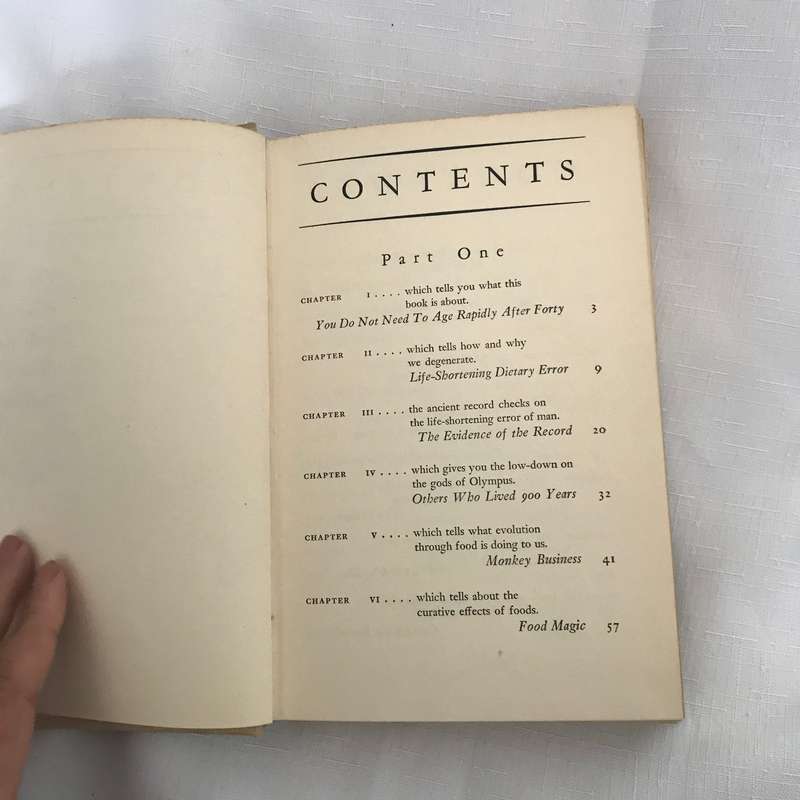 CONTENTS
Part One
CHAPTER I .... which tells you what this
book is about.
You Do Not Need To Age Rapidly After Forty 3
CHAPTER II .... which tells how and why
we degenerate.
Life-Shortening Dietary Error 9
CHAPTER III .... the ancient record checks on
the life-shortening error of man.
The Evidence of the Record 20
CHAPTER IV .... which gives you the low-down on
the gods of Olympus.
Others Who Lived 900 Years 32
CHAPTER V .... which tells what evolution
through food is doing to us.
Monkey Business 41
CHAPTER VI .... which tells about the
curative effects of foods.
Food Magic 57